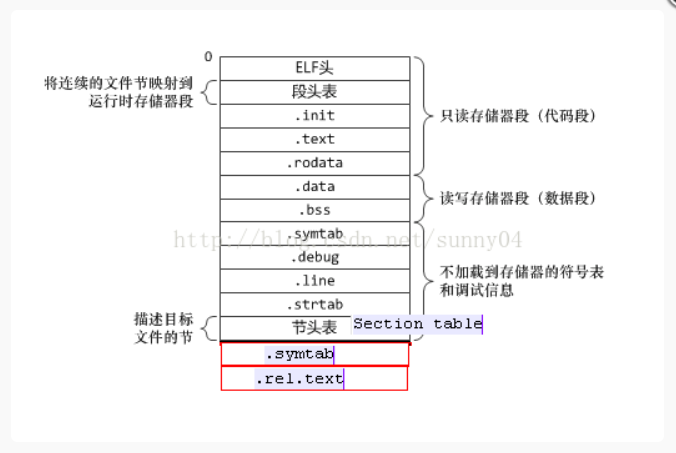 0
ELF头
将连续的文件节映射到
运行时存储器段
段头表
.init
只读存储器段（代码段）
.text
.rodata
.data
读写存储器段（数据段）
.bss
.symtab
http://blog.csdn.net/sunny04
.debug
不加载到存储器的符号表
和调试信息
.line
.strtab
描述目标
文件的节
节头表
Section table
.symtab
.rel.text